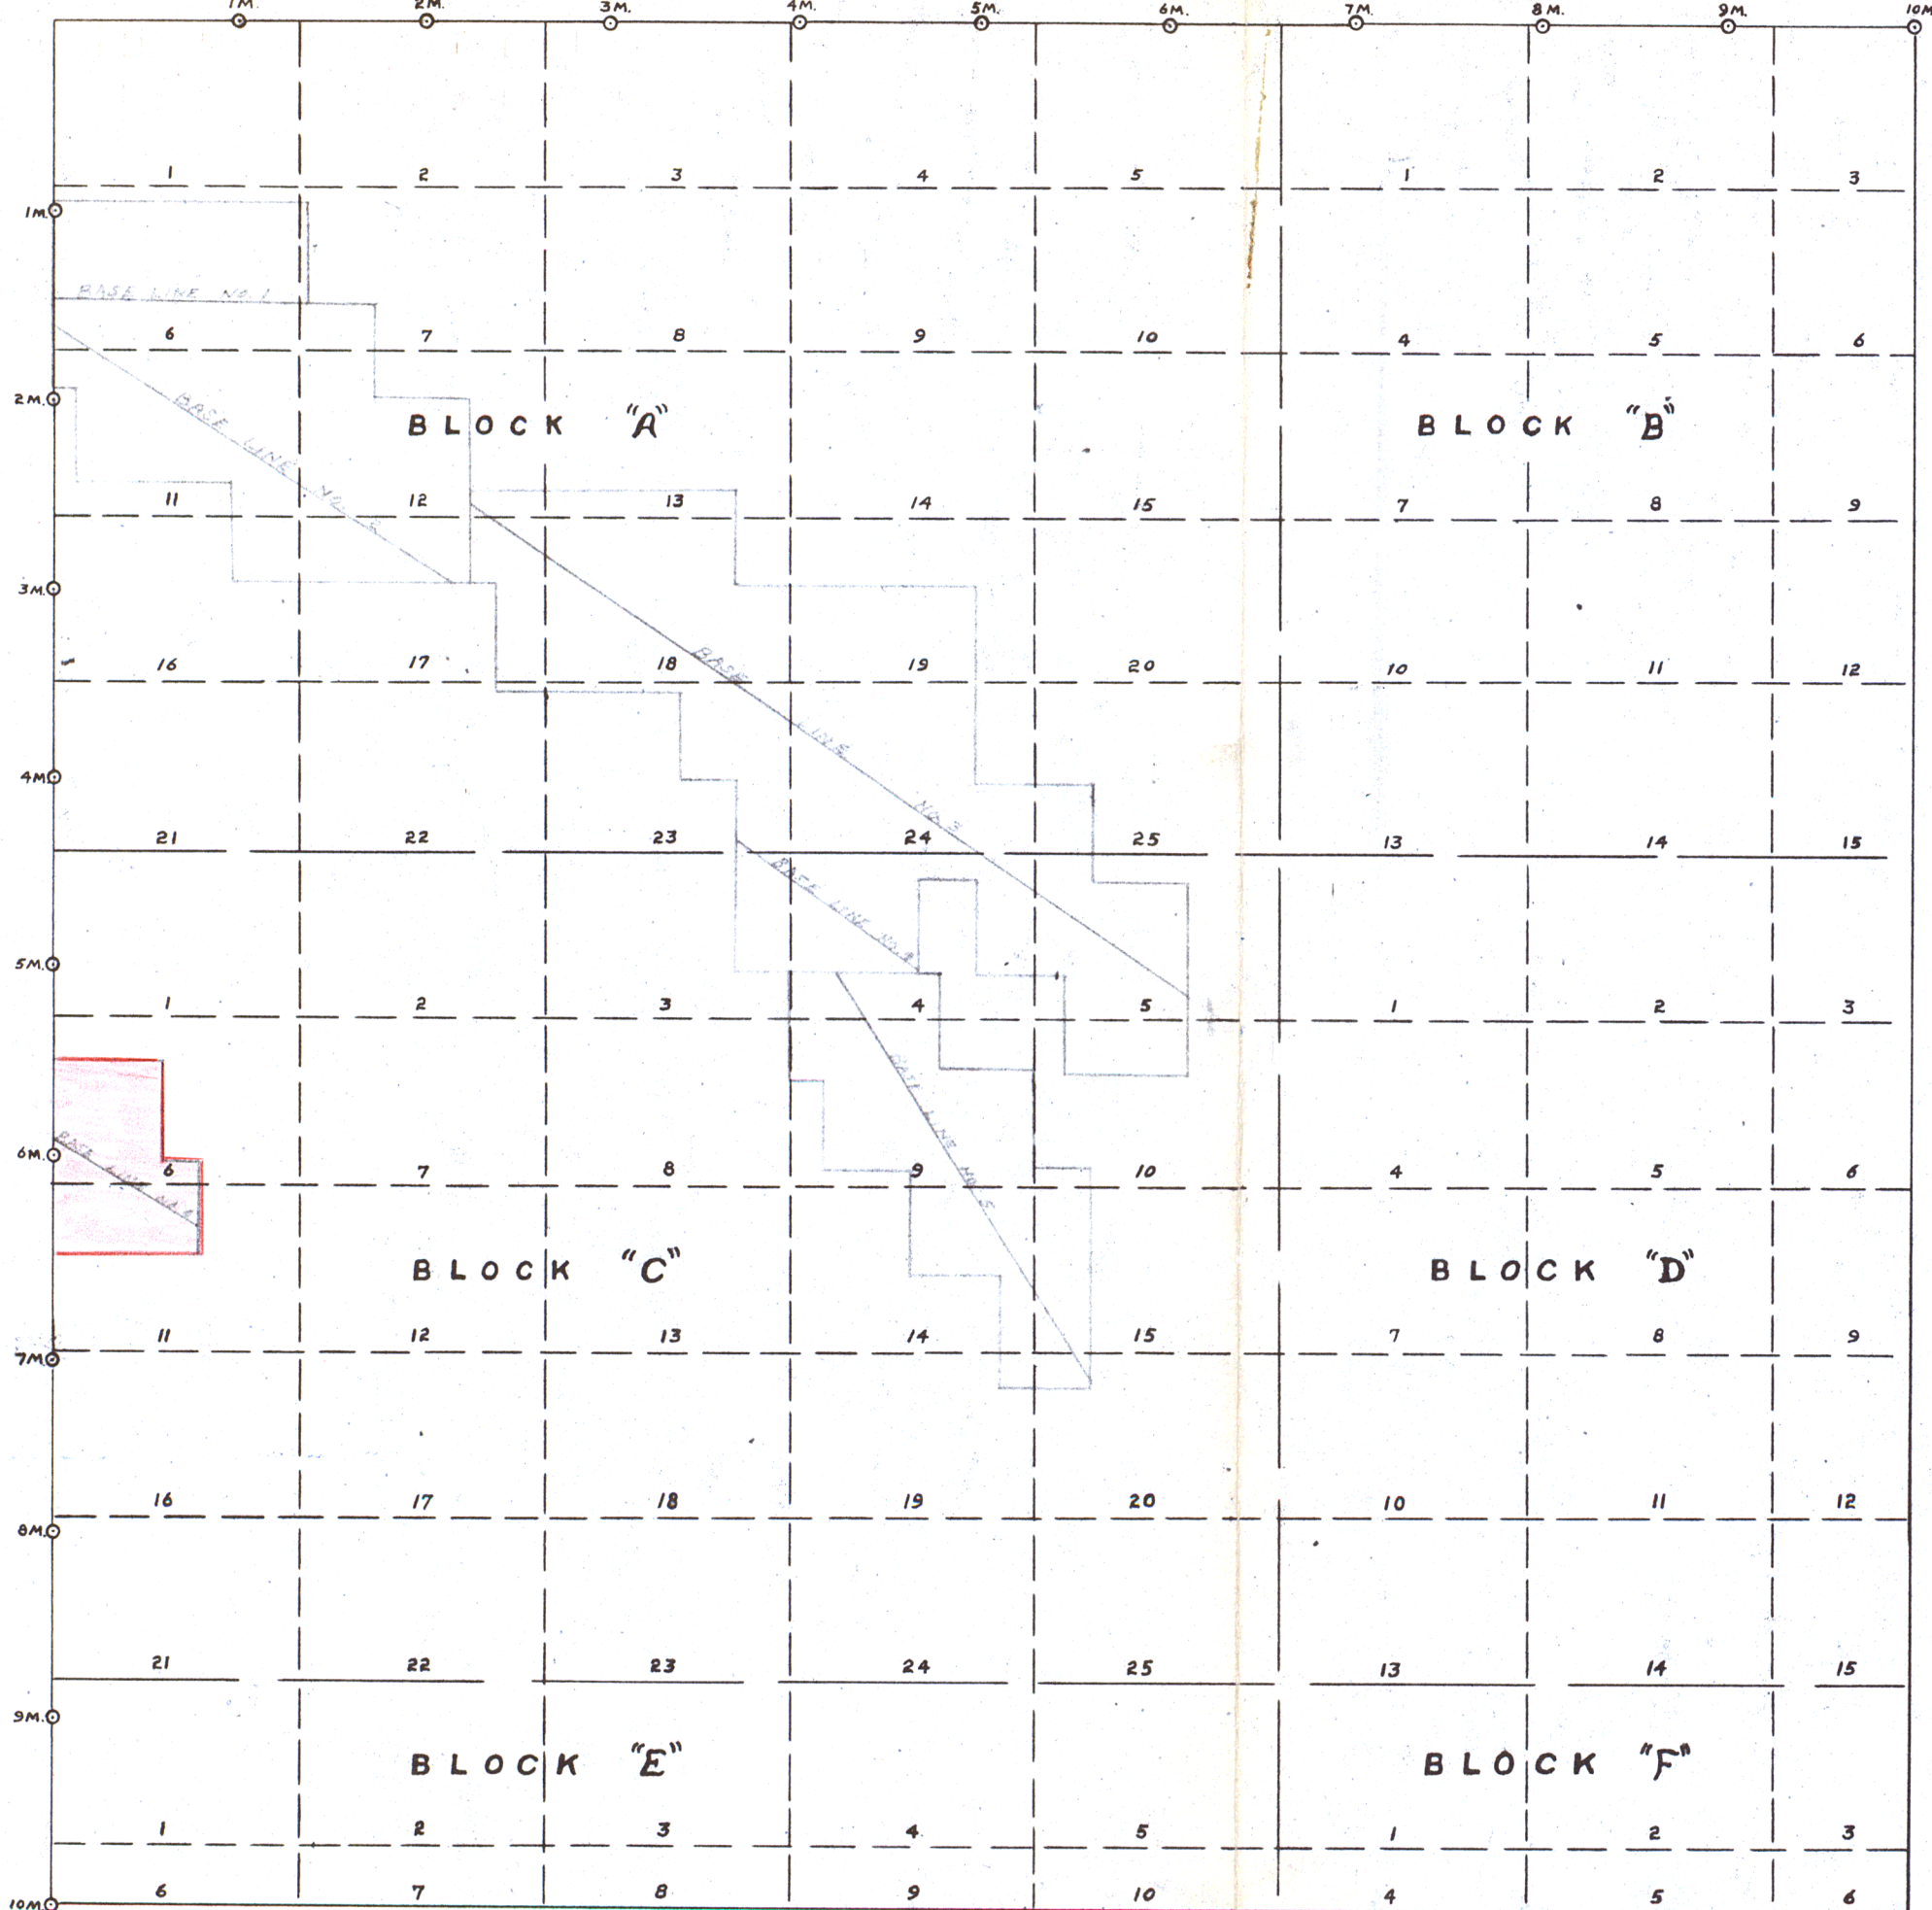 1M. 2M. 3M. 4M. 5M. 6M. 7M. 8M. 9M. 10M
1 2 3 4 5 1 2 3
1M.
BASE LINE NO. 1
6 7 8 9 10 4 5 6
2M.
BASE LINE NO. 2
BLOCK "A" BLOCK "B"
11 12 13 14 15 7 8 9
3M.
16 17 18 19 20 10 11 12
BASE LINE NO. 3
4M
21 22 23 24 25 13 14 15
BASE LINE NO.
5M.
1 2 3 4 5 1 2 3
BASE LINE NO. 5
6M.
6 7 8 9 10 4 5 6
BASE LINE NO.
BLOCK "C" BLOCK "D"
11 12 13 14 15 7 8 9
7M.
16 17 18 19 20 10 11 12
8M.
21 22 23 24 25 13 14 15
9M.
BLOCK "E" BLOCK "F"
1 2 3 4 5 1 2 3
6 7 8 9 10 4 5 6
10M.